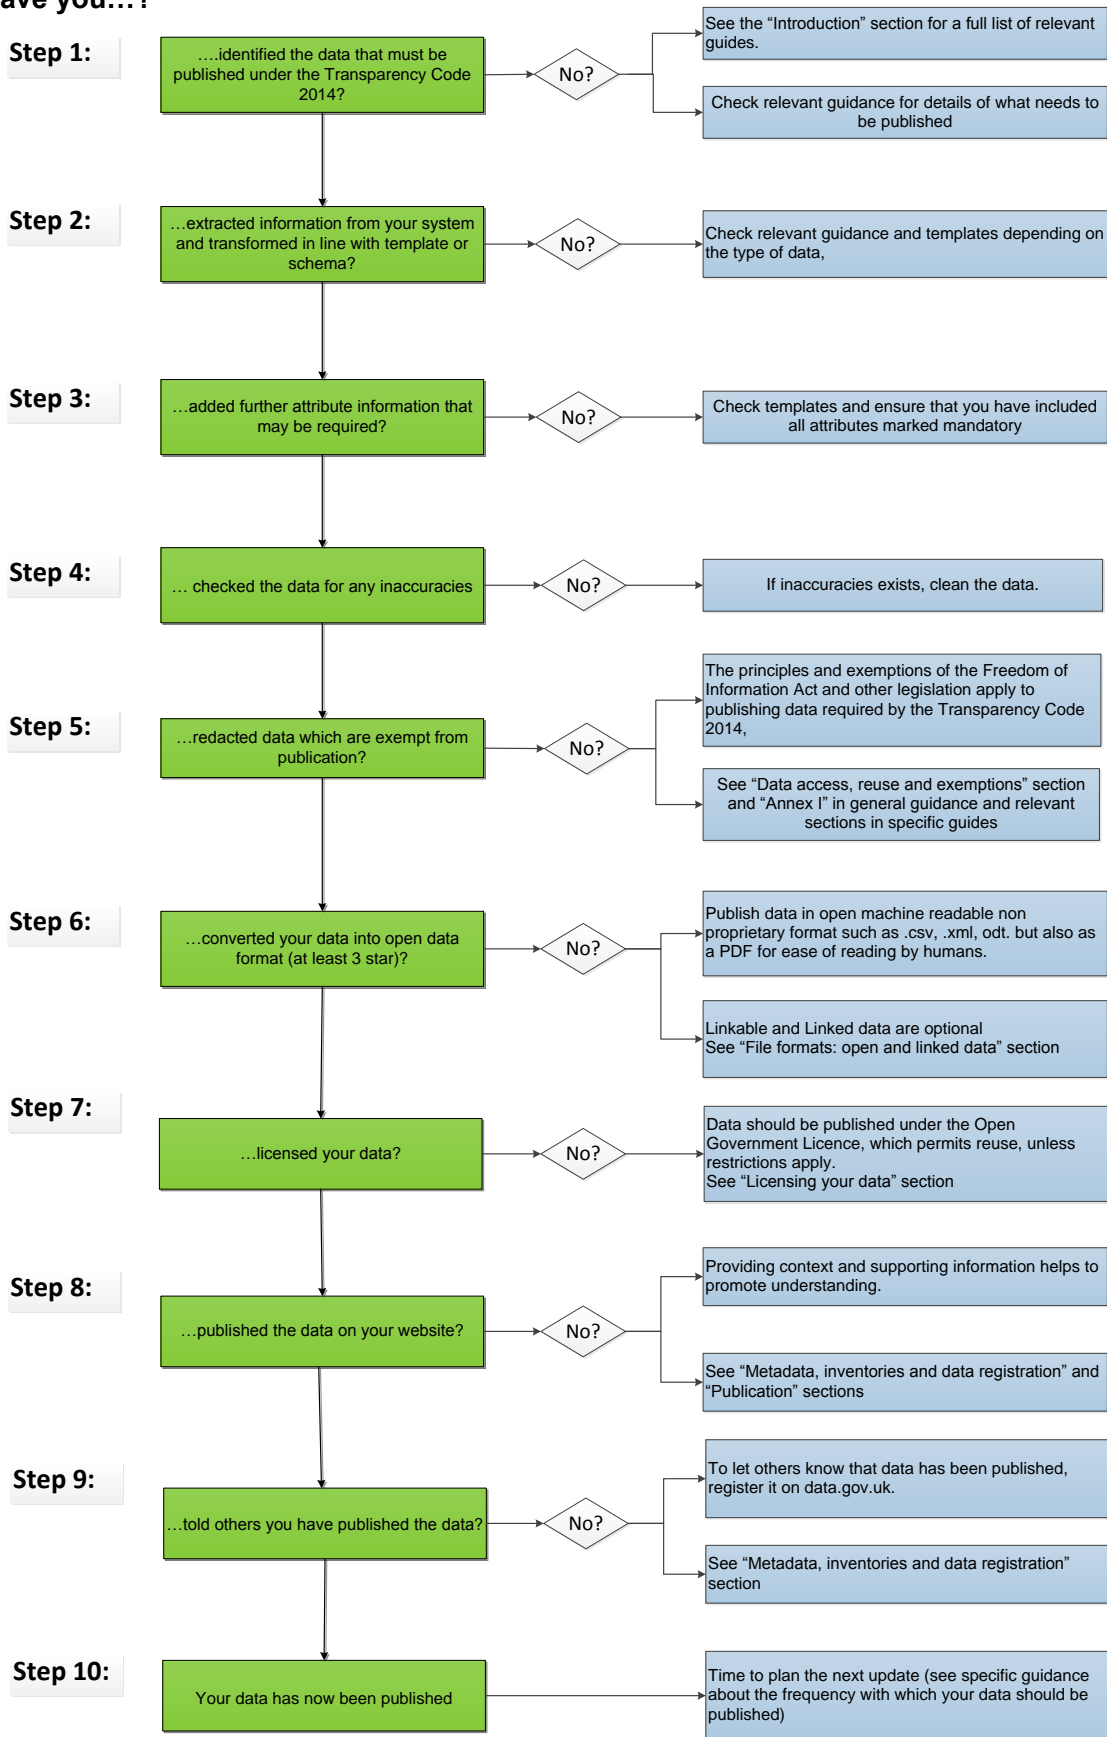 ave you…?
Step 1:
….identified the data that must be
published under the Transparency Code
2014?
No?
See the “Introduction” section for a full list of relevant
guides.
Check relevant guidance for details of what needs to
be published
Step 2:
…extracted information from your system
and transformed in line with template or
schema?
No?
Check relevant guidance and templates depending on
the type of data,
Step 3:
…added further attribute information that
may be required?
No?
Check templates and ensure that you have included
all attributes marked mandatory
Step 4:
… checked the data for any inaccuracies
No?
If inaccuracies exists, clean the data.
Step 5:
…redacted data which are exempt from
publication?
No?
The principles and exemptions of the Freedom of
Information Act and other legislation apply to
publishing data required by the Transparency Code
2014,
See “Data access, reuse and exemptions” section
and “Annex I” in general guidance and relevant
sections in specific guides
Step 6:
…converted your data into open data
format (at least 3 star)?
No?
Publish data in open machine readable non
proprietary format such as .csv, .xml, odt. but also as
a PDF for ease of reading by humans.
Linkable and Linked data are optional
See “File formats: open and linked data” section
Step 7:
…licensed your data?
No?
Data should be published under the Open
Government Licence, which permits reuse, unless
restrictions apply.
See “Licensing your data” section
Step 8:
…published the data on your website?
No?
Providing context and supporting information helps to
promote understanding.
See “Metadata, inventories and data registration” and
“Publication” sections
Step 9:
…told others you have published the data?
No?
To let others know that data has been published,
register it on data.gov.uk.
See “Metadata, inventories and data registration”
section
Step 10:
Your data has now been published
Time to plan the next update (see specific guidance
about the frequency with which your data should be
published)